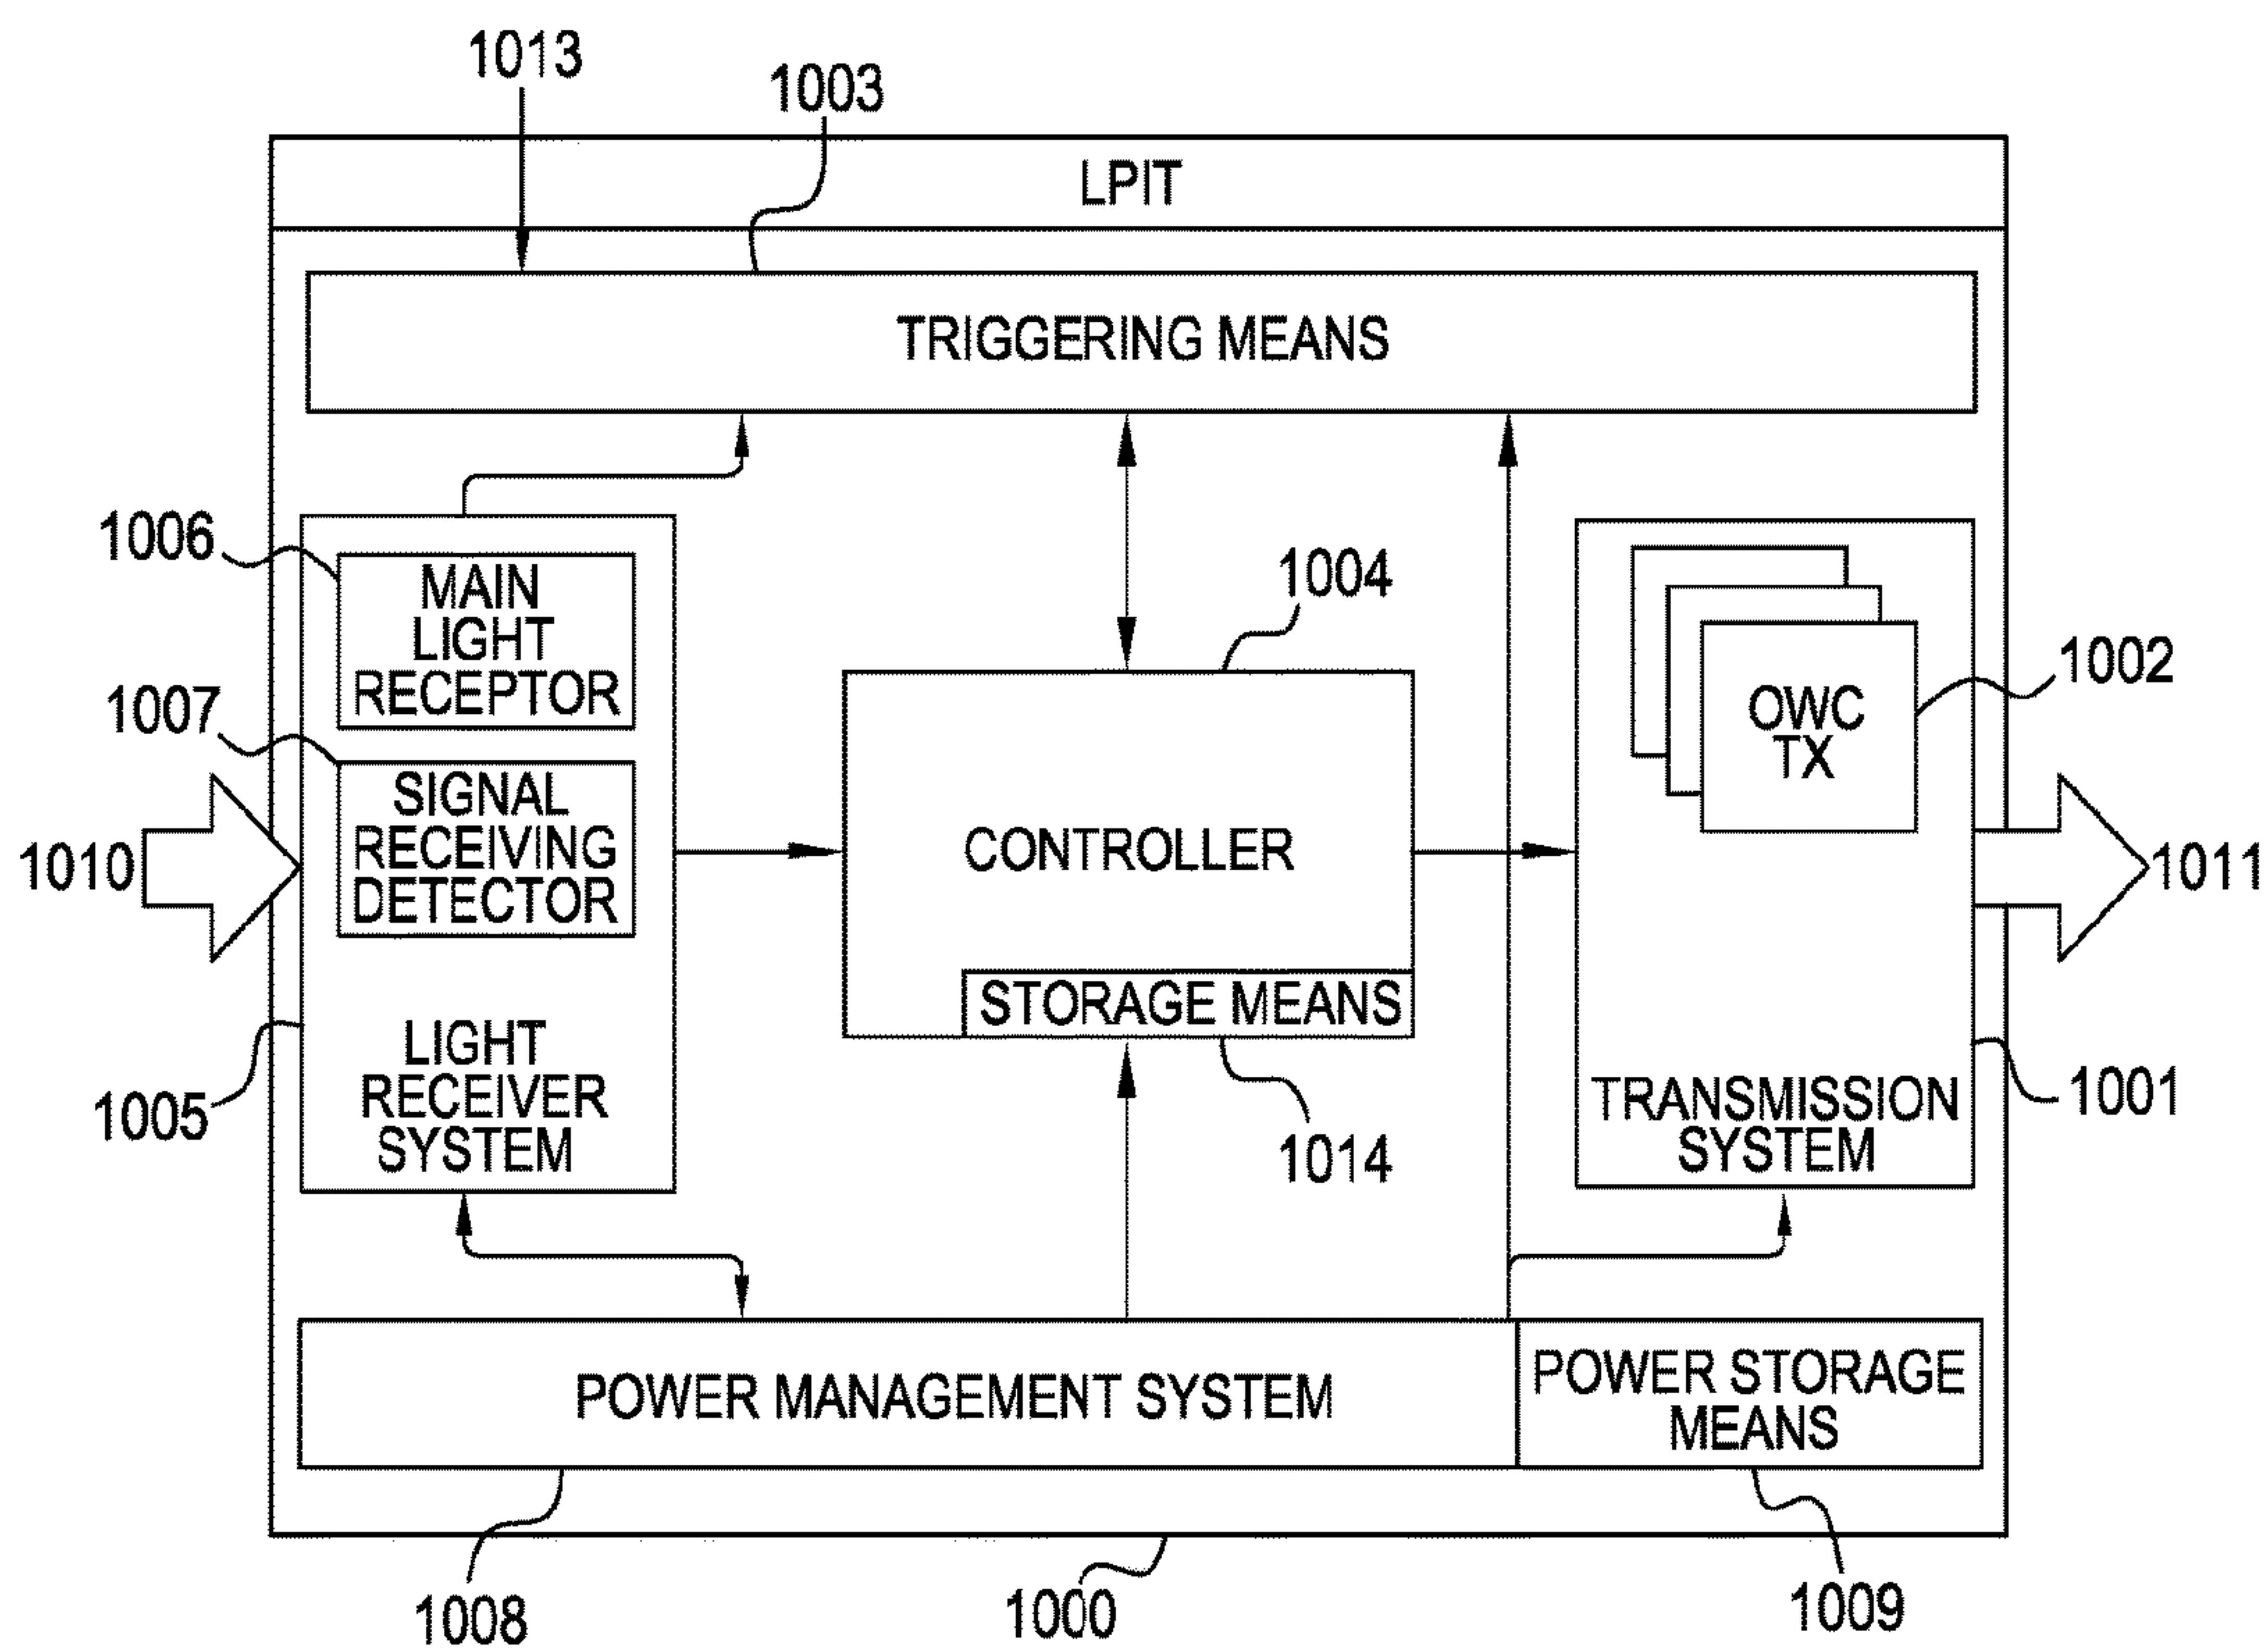 1013
1003
LPIT
TRIGGERING MEANS
1006
MAIN
LIGHT
RECEPTOR
1004
1002
OWC
TX
1007
SIGNAL
RECEIVING
DETECTOR
1010
CONTROLLER
1011
STORAGE MEANS
LIGHT
RECEIVER
SYSTEM
1005
1014
TRANSMISSION
SYSTEM
1001
POWER MANAGEMENT SYSTEM
POWER STORAGE
MEANS
1008
1000
1009